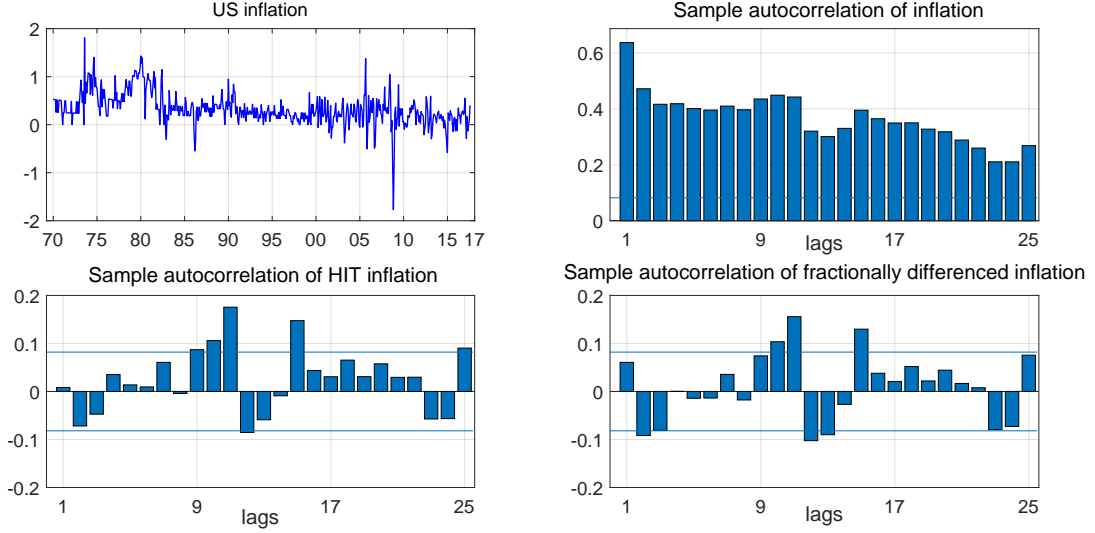 US inflation
2
1
0
-1
-2
70 75 80 85 90 95 00 05 10 15 17
Sample autocorrelation of inflation
0.6
0.4
0.2
0
1 9 17 25
lags
Sample autocorrelation of HIT inflation
0.2
0.1
0
-0.1
-0.2
1 9 17 25
lags
Sample autocorrelation of fractionally differenced inflation
0.2
0.1
0
-0.1
-0.2
1 9 17 25
lags